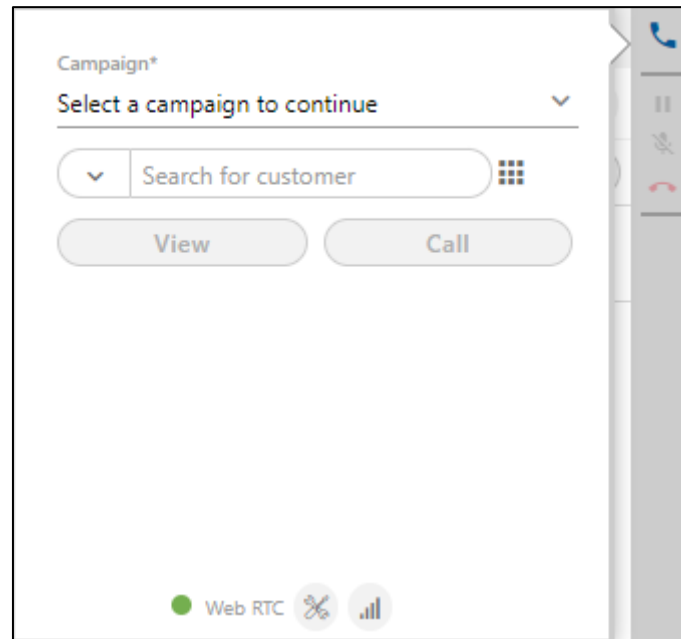 Campaign*
Select a campaign to continue
Search for customer
View
Call
Web RTC